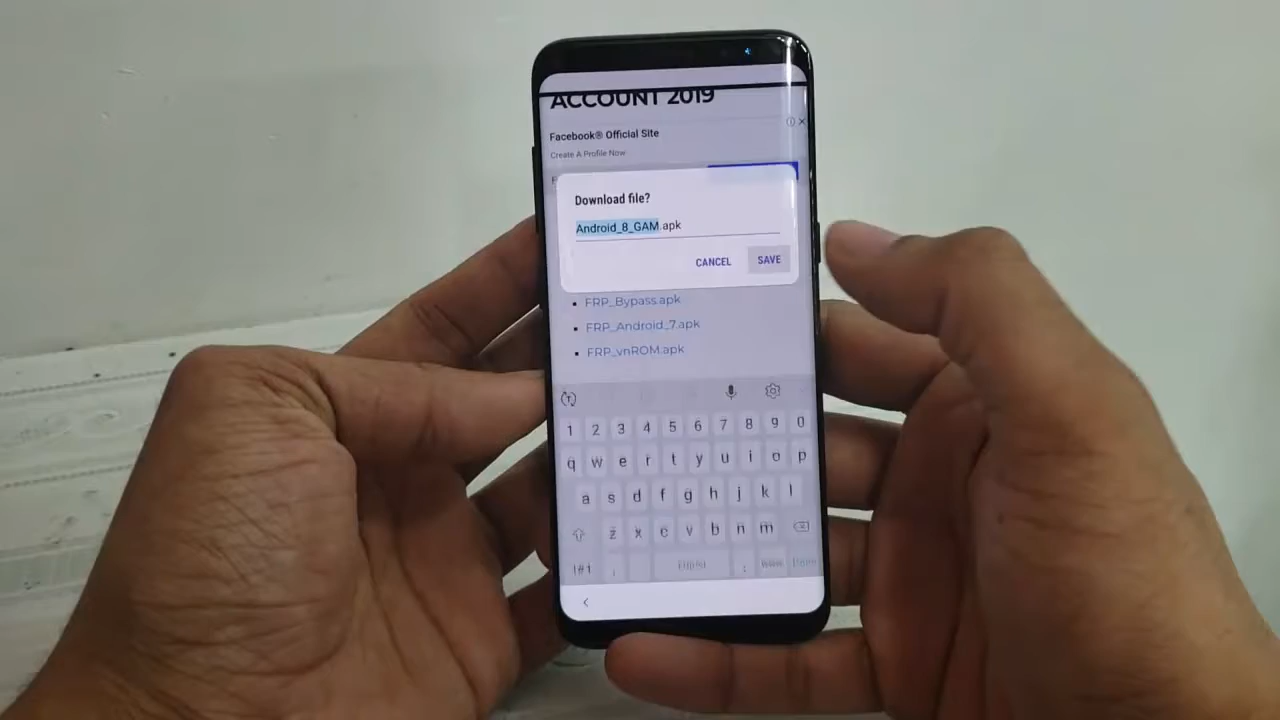 ACCOUNT 2019
Facebook® Official Site
Create A Profile Now
F
Download file?
Android_8_GAM.apk
CANCEL SAVE
FRP_Bypass.apk
FRP_Android_7.apk
FRP_vnROM.apk
1 2 3 4 5 6 7 8 9 0
q w e r t y u i o p
a s d f g h j k l
z x c v b n m
!#1 , .